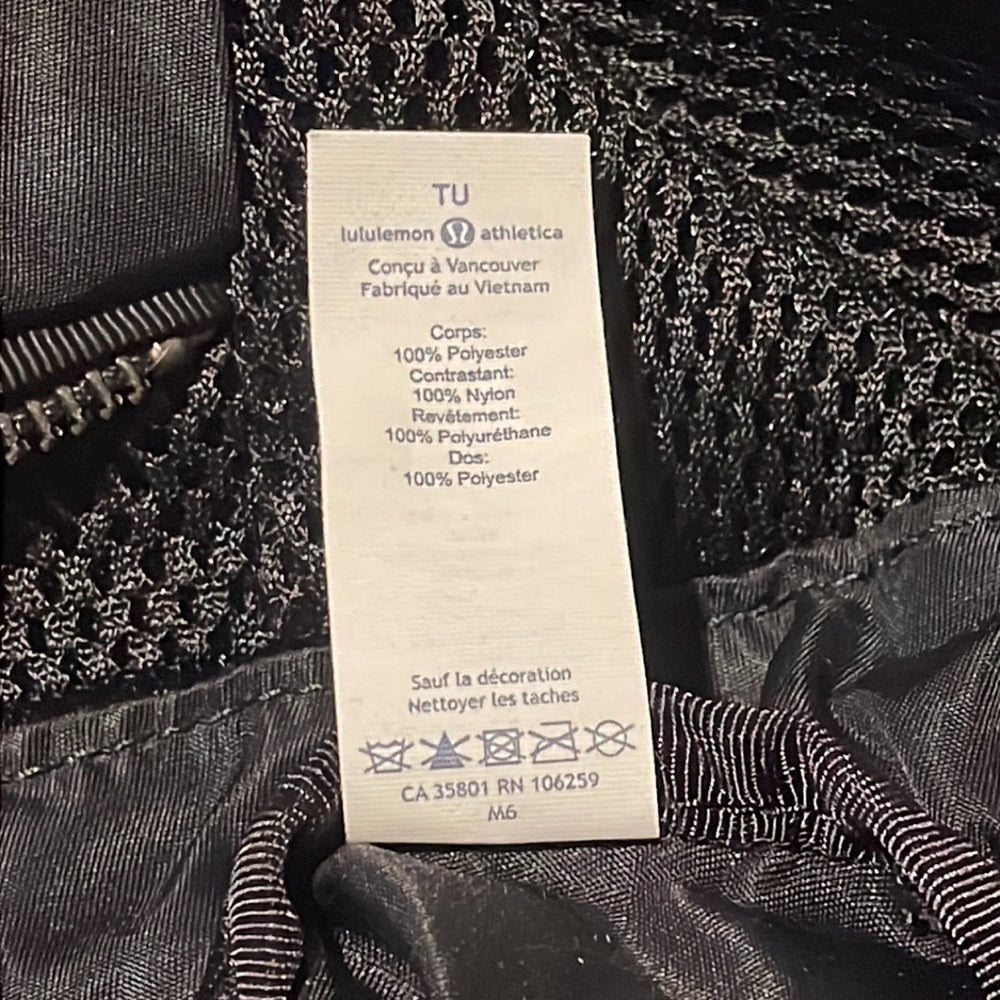 TU
lululemon athletica
Conçu à Vancouver
Fabriqué au Vietnam
Corps:
100% Polyester
Contrastant:
100% Nylon
Revêtement:
100% Polyuréthane
Dos:
100% Polyester
Sauf la décoration
Nettoyer les taches
CA 35801 RN 106259
M6